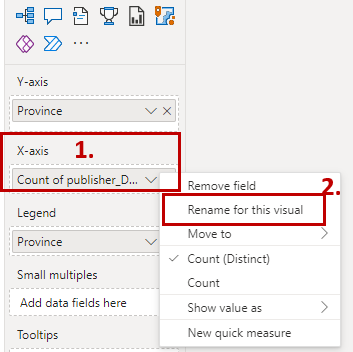 Y-axis
Province
X-axis
1.
Count of publisher_D...
Legend
Province
Small multiples
Add data fields here
Tooltips
2.
Remove field
Rename for this visual
Move to
Count (Distinct)
Count
Show value as
New quick measure